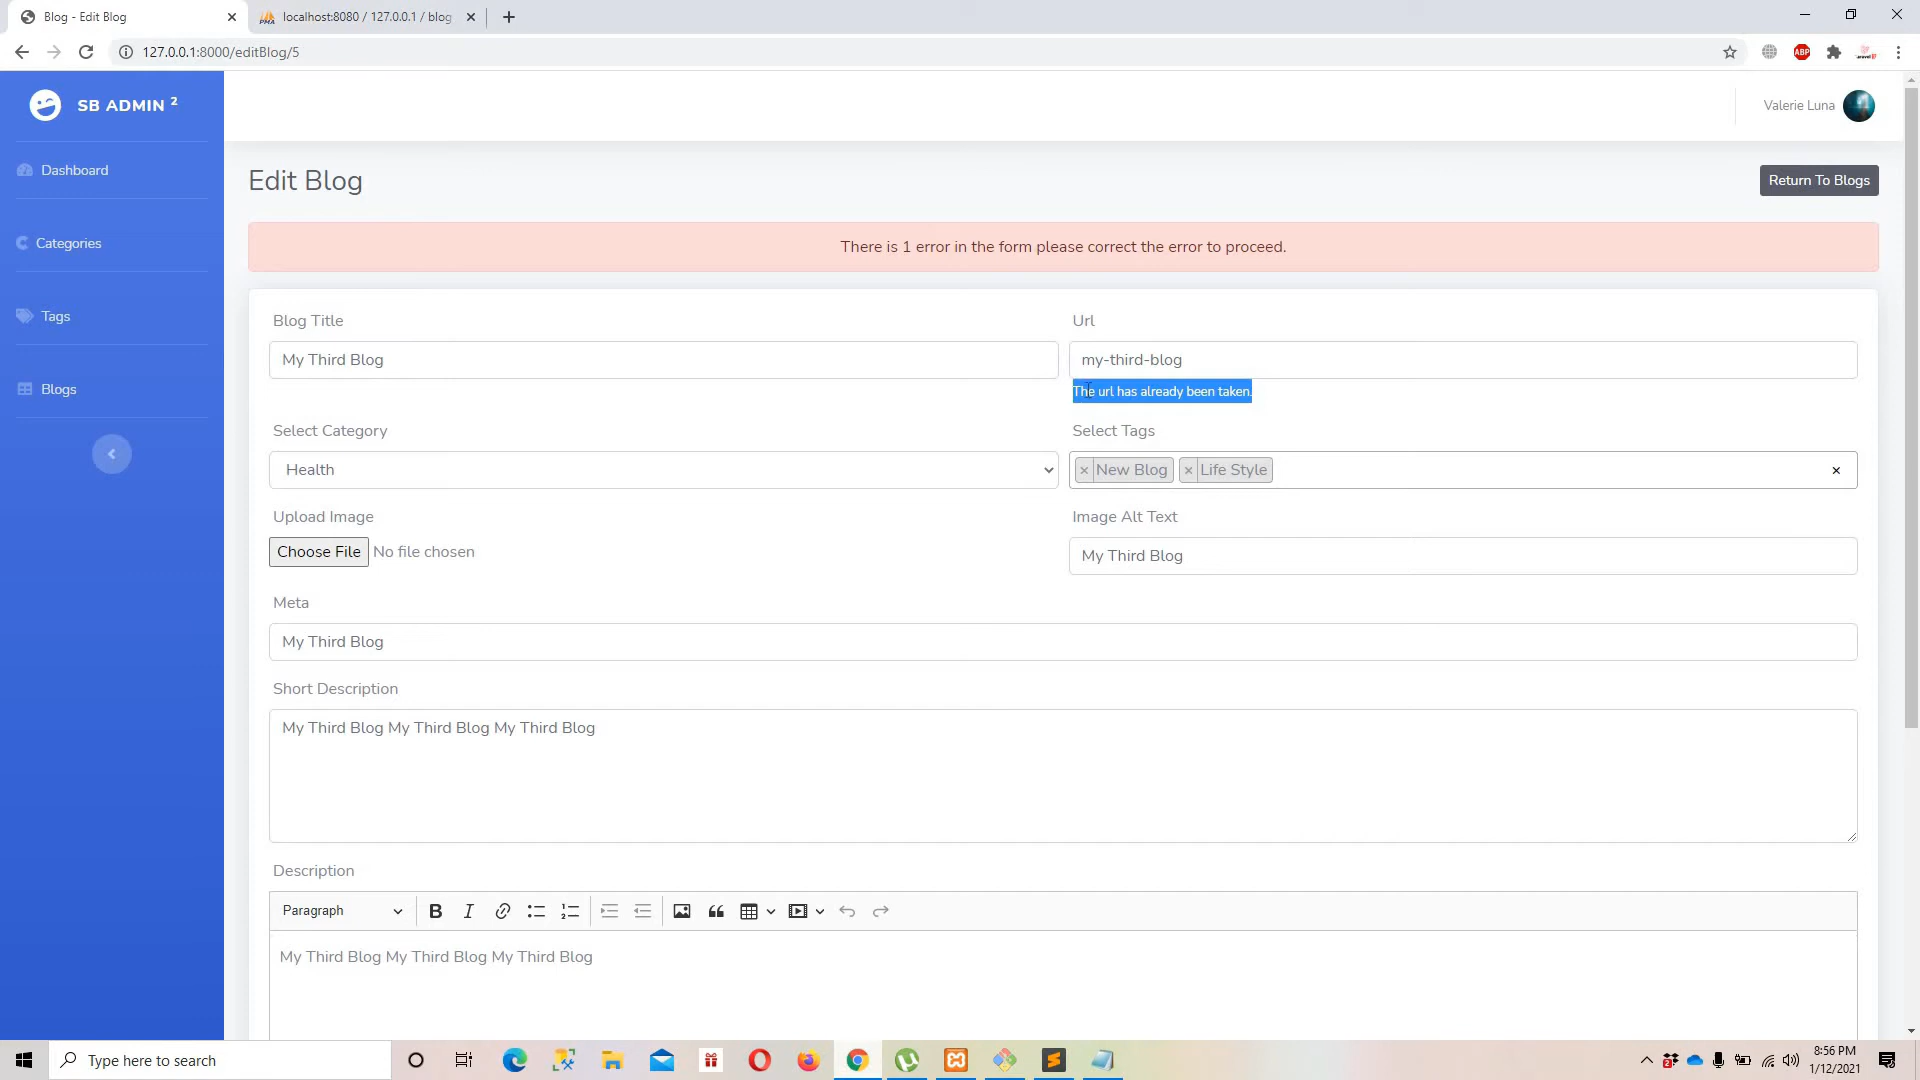 Blog - Edit Blog
localhost:8080 / 127.0.0.1 / blog
127.0.0.1:8000/editBlog/5
ABP
SB ADMIN 2
Valerie Luna
Dashboard
Categories
Tags
Blogs
Edit Blog
Return To Blogs
There is 1 error in the form please correct the error to proceed.
Blog Title
Url
My Third Blog
my-third-blog
The url has already been taken.
Select Category
Select Tags
Health
× New Blog × Life Style ×
Upload Image
Image Alt Text
Choose File No file chosen
My Third Blog
Meta
My Third Blog
Short Description
My Third Blog My Third Blog My Third Blog
Description
Paragraph
My Third Blog My Third Blog My Third Blog
Type here to search
8:56 PM
1/12/2021